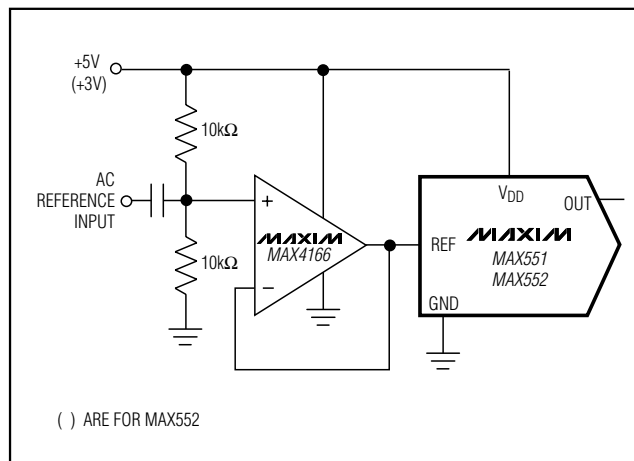 +5V
(+3V)
10kΩ
AC
REFERENCE
INPUT
10kΩ
+
MAXIM
MAX4166
−
VDD
OUT
REF
MAXIM
MAX551
MAX552
GND
( ) ARE FOR MAX552